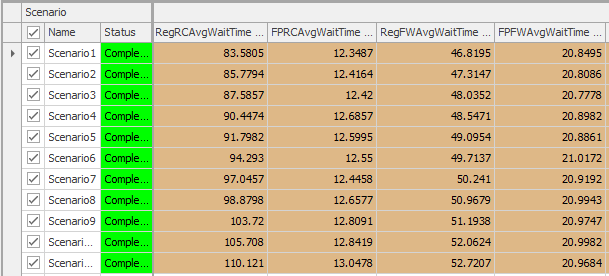 Scenario
Name Status RegRCAvgWaitTime ... FPRCAvgWaitTime ... RegFWAvgWaitTime ... FPFWAvgWaitTime ...
Scenario1 Comple... 83.5805 12.3487 46.8195 20.8495
Scenario2 Comple... 85.7794 12.4164 47.3147 20.8086
Scenario3 Comple... 87.5857 12.42 48.0352 20.7778
Scenario4 Comple... 90.4474 12.6857 48.5471 20.8982
Scenario5 Comple... 91.7982 12.5995 49.0954 20.8861
Scenario6 Comple... 94.293 12.55 49.7137 21.0172
Scenario7 Comple... 97.0457 12.4458 50.241 20.9192
Scenario8 Comple... 98.8798 12.6577 50.9679 20.9943
Scenario9 Comple... 103.72 12.8091 51.1938 20.9747
Scenari... Comple... 105.708 12.8419 52.0624 20.9982
Scenari... Comple... 110.121 13.0478 52.7207 20.9684